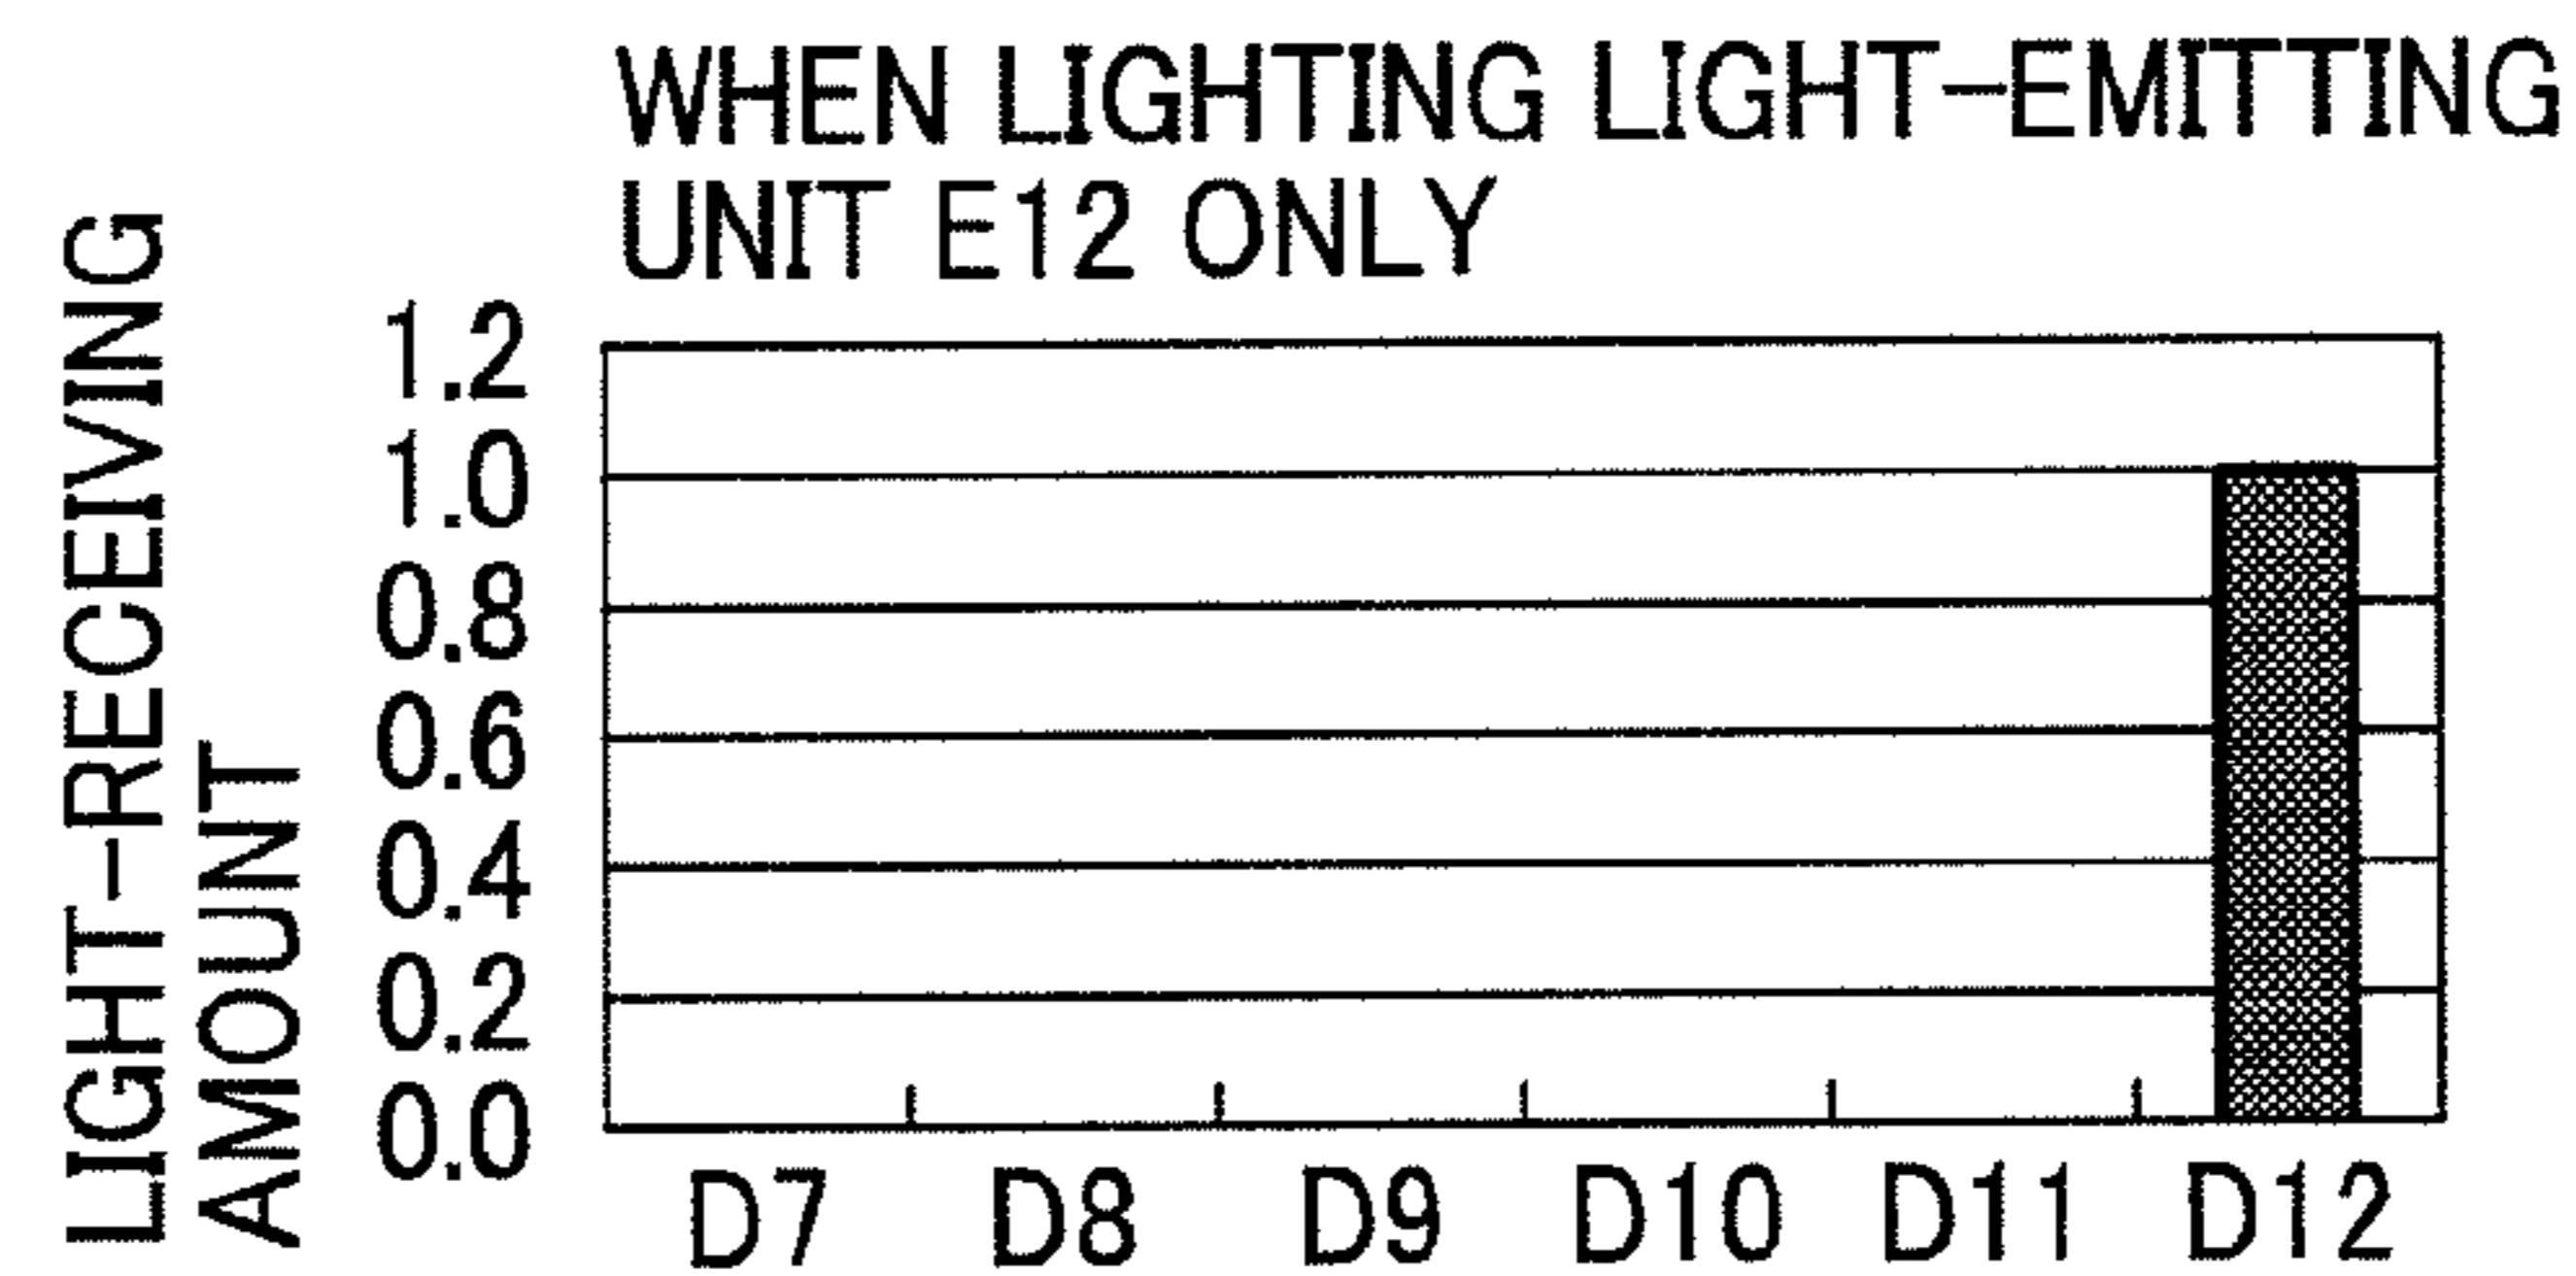 WHEN LIGHTING LIGHT-EMITTING
UNIT E12 ONLY
LIGHT-RECEIVING
AMOUNT
1.2
1.0
0.8
0.6
0.4
0.2
0.0
D7 D8 D9 D10 D11 D12